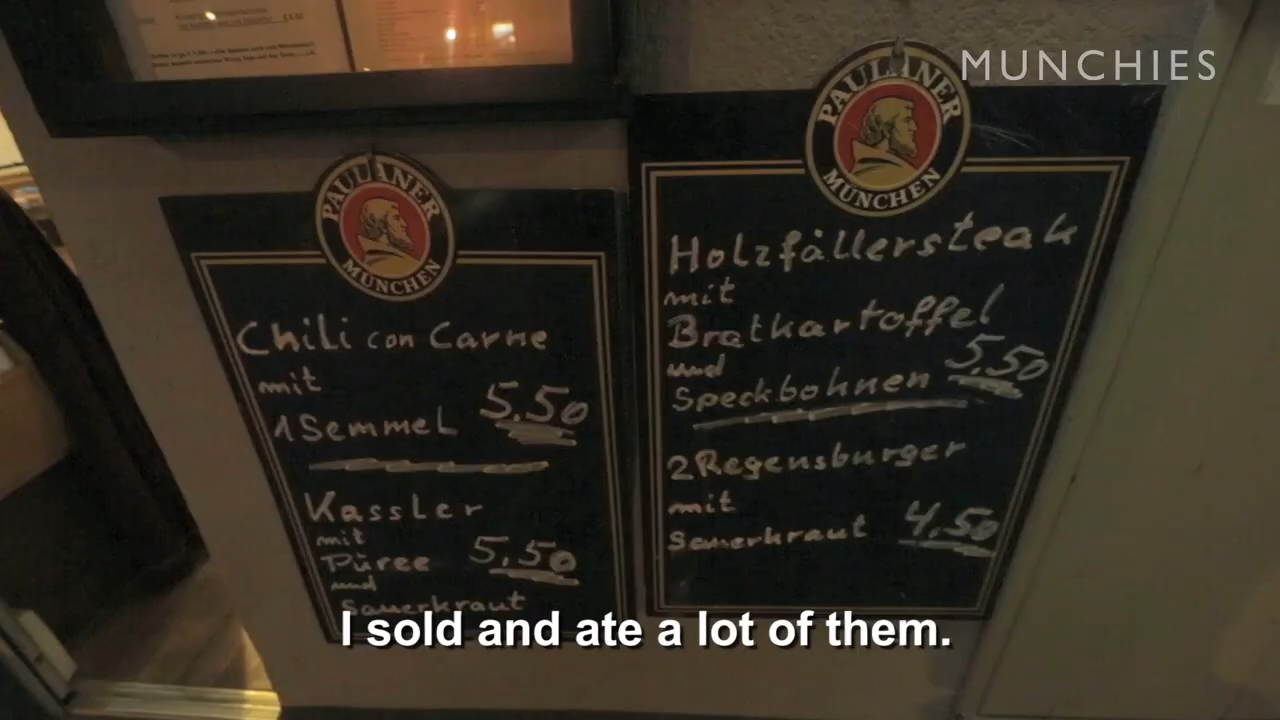 MUNCHIES
PAULANER
MÜNCHEN
Chili con Carne
mit
1 Semmel 5.50
Kassler
mit
Püree 5.50
und
Sauerkraut
PAULANER
MÜNCHEN
Holzfällersteak
mit
Bratkartoffel
und 5.50
Speckbohnen
2 Regensburger
mit
Sauerkraut 4.50
I sold and ate a lot of them.